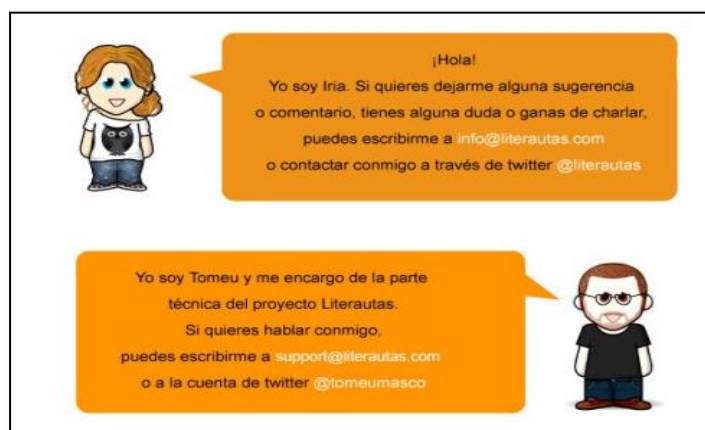 ¡Hola!
Yo soy Iria. Si quieres dejarme alguna sugerencia
o comentario, tienes alguna duda o ganas de charlar,
puedes escribirme a info@literautas.com
o contactar conmigo a través de twitter @literautas
Yo soy Tomeu y me encargo de la parte
técnica del proyecto Literautas.
Si quieres hablar conmigo,
puedes escribirme a support@literautas.com
o a la cuenta de twitter @tomeumasco